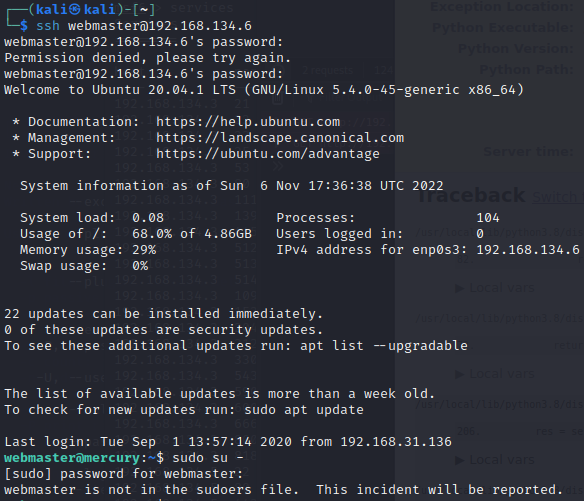 ┌──(kali㉿kali)-[~]
└─$ ssh webmaster@192.168.134.6
webmaster@192.168.134.6's password:
Permission denied, please try again.
webmaster@192.168.134.6's password:
Welcome to Ubuntu 20.04.1 LTS (GNU/Linux 5.4.0-45-generic x86_64)
* Documentation:  https://help.ubuntu.com
* Management:     https://landscape.canonical.com
* Support:        https://ubuntu.com/advantage
System information as of Sun  6 Nov 17:36:38 UTC 2022
System load:  0.08               Processes:               104
Usage of /:   68.0% of 4.86GB   Users logged in:         0
Memory usage: 29%                IPv4 address for enp0s3: 192.168.134.6
Swap usage:   0%
22 updates can be installed immediately.
0 of these updates are security updates.
To see these additional updates run: apt list --upgradable
The list of available updates is more than a week old.
To check for new updates run: sudo apt update
Last login: Tue Sep  1 13:57:14 2020 from 192.168.31.136
webmaster@mercury:~$ sudo su -
[sudo] password for webmaster:
webmaster is not in the sudoers file.  This incident will be reported.
Exception Location:
Python Executable:
Python Version:
Python Path:
Server time:
Traceback
▶ Local vars
▶ Local vars
▶ Local vars